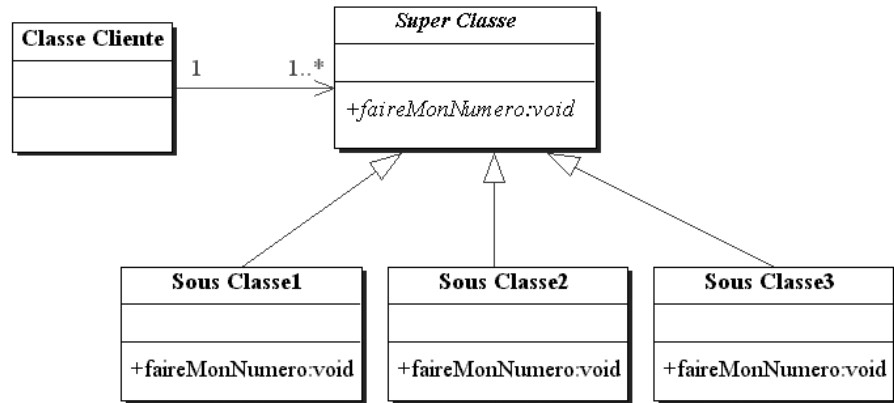 Super Classe
Classe Cliente
1
1..*
+faireMonNumero:void
Sous Classe1
Sous Classe2
Sous Classe3
+faireMonNumero:void
+faireMonNumero:void
+faireMonNumero:void